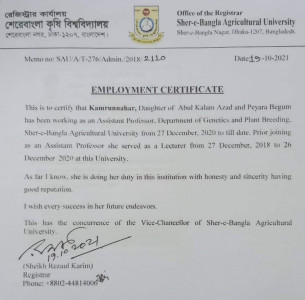 রেজিস্ট্রার কার্যালয়
শেরেবাংলা কৃষি বিশ্ববিদ্যালয়
শেরেবাংলা নগর, ঢাকা-১২০৭, বাংলাদেশ।
Office of the Registrar
Sher-e-Bangla Agricultural University
Sher-e-Bangla Nagar, Dhaka-1207, Bangladesh.
Memo no: SAU/A/T-276/Admin./2018/2110
Date 19-10-2021
EMPLOYMENT CERTIFICATE
This is to certify that Kamrunnahar, Daughter of Abul Kalam Azad and Peyara Begum
has been working as an Assistant Professor, Department of Genetics and Plant Breeding,
Sher-e-Bangla Agricultural University from 27 December, 2020 to till date. Prior joining
as an Assistant Professor she served as a Lecturer from 27 December, 2018 to 26
December 2020 at this University.
As far as I know, she is doing her duty in this institution with honesty and sincerity having
good reputation.
I wish every success in her future endeavors.
This has the concurrence of the Vice-Chancellor of Sher-e-Bangla Agricultural
University.
19.10.2021
(Sheikh Rezaul Karim)
Registrar
Phone: +8802-44814006